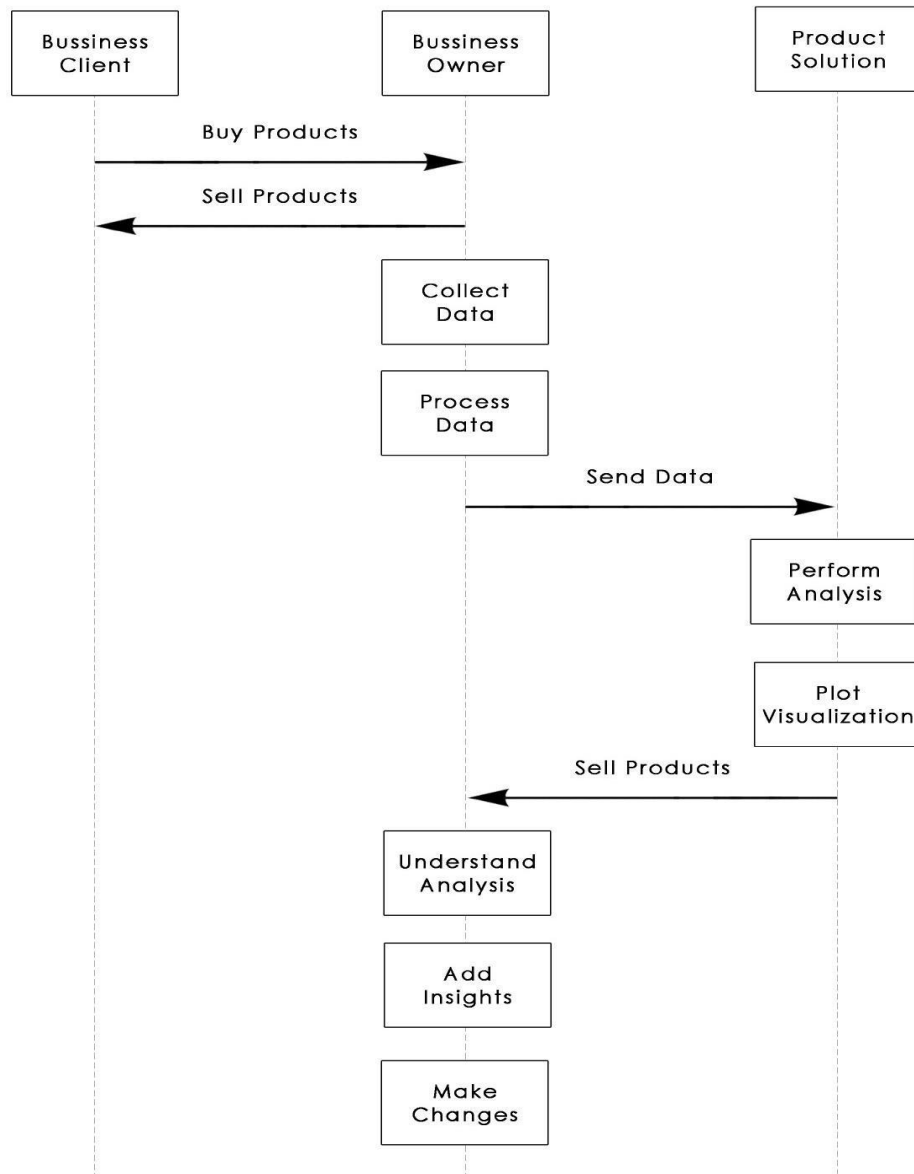 Bussiness
Client
Bussiness
Owner
Product
Solution
Buy Products
Sell Products
Collect
Data
Process
Data
Send Data
Perform
Analysis
Plot
Visualization
Sell Products
Understand
Analysis
Add
Insights
Make
Changes